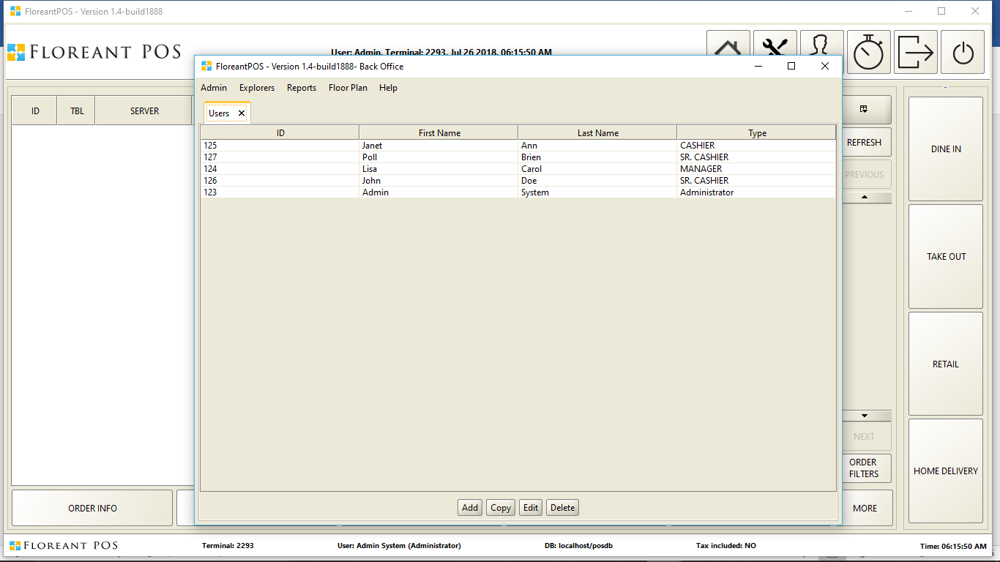 FloreantPOS - Version 1.4-build1888
FLOREANT POS
User: Admin, Terminal: 2293, Jul 26 2018, 06:15:50 AM
FloreantPOS - Version 1.4-build1888- Back Office
Admin Explorers Reports Floor Plan Help
Users
ID TBL SERVER
ID First Name Last Name Type
125 Janet Ann CASHIER
127 Poll Brien SR. CASHIER
124 Lisa Carol MANAGER
126 John Doe SR. CASHIER
123 Admin System Administrator
Add Copy Edit Delete
REFRESH
PREVIOUS
NEXT
ORDER
FILTERS
DINE IN
TAKE OUT
RETAIL
HOME DELIVERY
ORDER INFO
MORE
FLOREANT POS
Terminal: 2293
User: Admin System (Administrator)
DB: localhost/posdb
Tax included: NO
Time: 06:15:50 AM